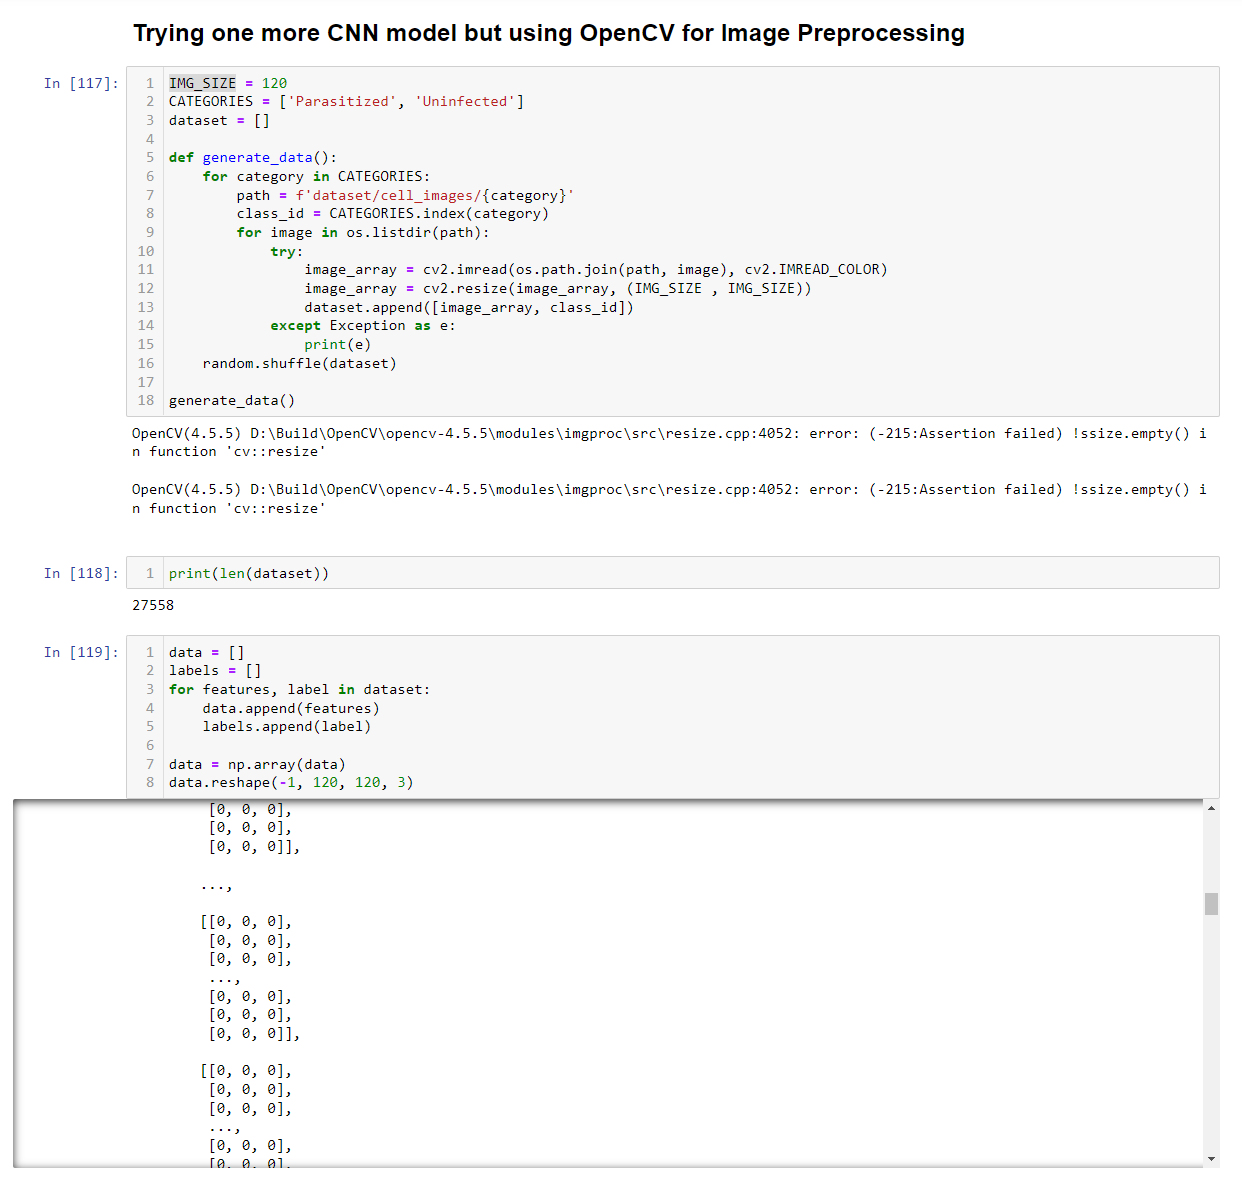 Trying one more CNN model but using OpenCV for Image Preprocessing
In [117]:
1 IMG_SIZE = 120
2 CATEGORIES = ['Parasitized', 'Uninfected']
3 dataset = []
4
5 def generate_data():
6     for category in CATEGORIES:
7         path = f'dataset/cell_images/{category}'
8         class_id = CATEGORIES.index(category)
9         for image in os.listdir(path):
10             try:
11                 image_array = cv2.imread(os.path.join(path, image), cv2.IMREAD_COLOR)
12                 image_array = cv2.resize(image_array, (IMG_SIZE , IMG_SIZE))
13                 dataset.append([image_array, class_id])
14             except Exception as e:
15                 print(e)
16     random.shuffle(dataset)
17
18 generate_data()
OpenCV(4.5.5) D:\Build\OpenCV\opencv-4.5.5\modules\imgproc\src\resize.cpp:4052: error: (-215:Assertion failed) !ssize.empty() i
n function 'cv::resize'
OpenCV(4.5.5) D:\Build\OpenCV\opencv-4.5.5\modules\imgproc\src\resize.cpp:4052: error: (-215:Assertion failed) !ssize.empty() i
n function 'cv::resize'
In [118]:
1 print(len(dataset))
27558
In [119]:
1 data = []
2 labels = []
3 for features, label in dataset:
4     data.append(features)
5     labels.append(label)
6
7 data = np.array(data)
8 data.reshape(-1, 120, 120, 3)
[0, 0, 0],
[0, 0, 0],
[0, 0, 0]],
...,
[[0, 0, 0],
[0, 0, 0],
[0, 0, 0],
...,
[0, 0, 0],
[0, 0, 0],
[0, 0, 0]],
[[0, 0, 0],
[0, 0, 0],
[0, 0, 0],
...,
[0, 0, 0],
[0, 0, 0],